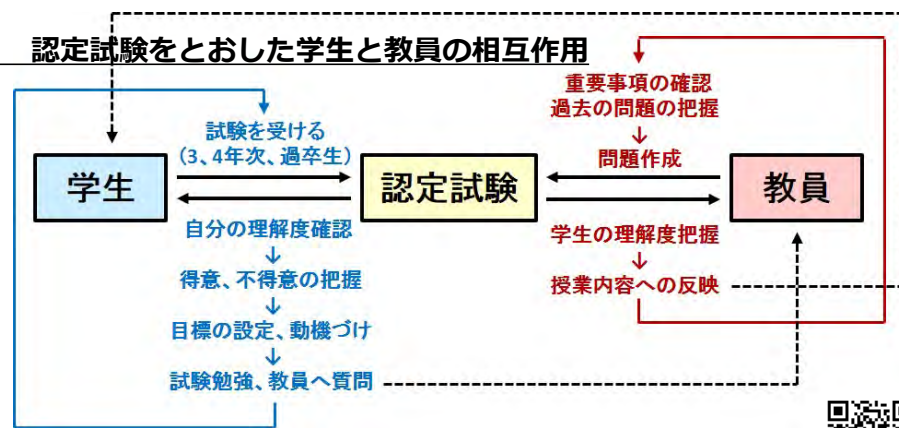 認定試験をとおした学生と教員の相互作用
試験を受ける
(3、4年次、過卒生)
学生
自分の理解度確認
↓
得意、不得意の把握
↓
目標の設定、動機づけ
↓
試験勉強、教員へ質問
認定試験
重要事項の確認
過去の問題の把握
↓
問題作成
教員
学生の理解度把握
↓
授業内容への反映